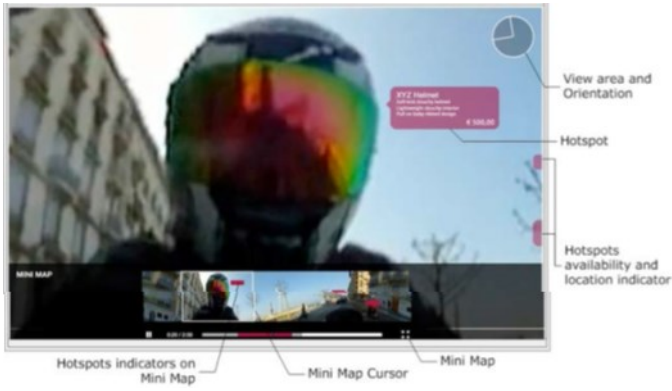 XYZ Helmet
€ 500,00
View area and
Orientation
Hotspot
Hotspots
availability and
location indicator
MINI MAP
Hotspots indicators on
Mini Map
Mini Map Cursor
Mini Map